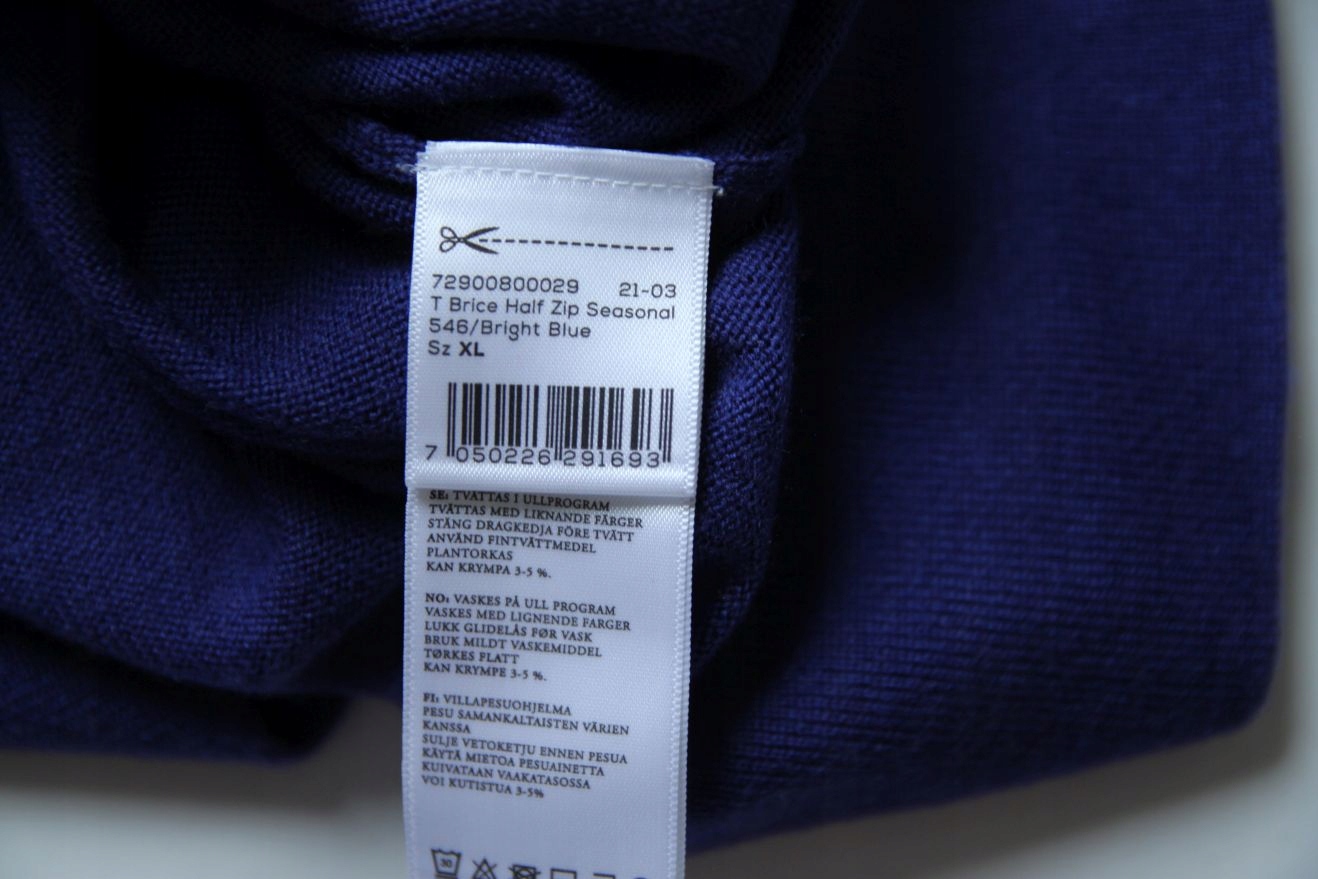 72900800029 21-03
T Brice Half Zip Seasonal
546/Bright Blue
Sz XL
7 050226 291693
SE: TVÄTTAS I ULLPROGRAM
TVÄTTAS MED LIKNANDE FÄRGER
STÄNG DRAGKEDJA FÖRE TVÄTT
ANVÄND FINTVÄTTMEDEL
PLANTORKAS
KAN KRYMPA 3-5 %.
NO: VASKES PÅ ULL PROGRAM
VASKES MED LIGNENDE FARGER
LUKK GLIDELÅS FØR VASK
BRUK MILDT VASKEMIDDEL
TØRKES FLATT
KAN KRYMPE 3-5 %.
FI: VILLAPESUOHJELMA
PESU SAMANKALTAISTEN VÄRIEN
KANSSA
SULJE VETOKETJU ENNEN PESUA
KÄYTÄ MIETOA PESUAINETTA
KUIVATAAN VAAKATASOSSA
VOI KUTISTUA 3-5%
30